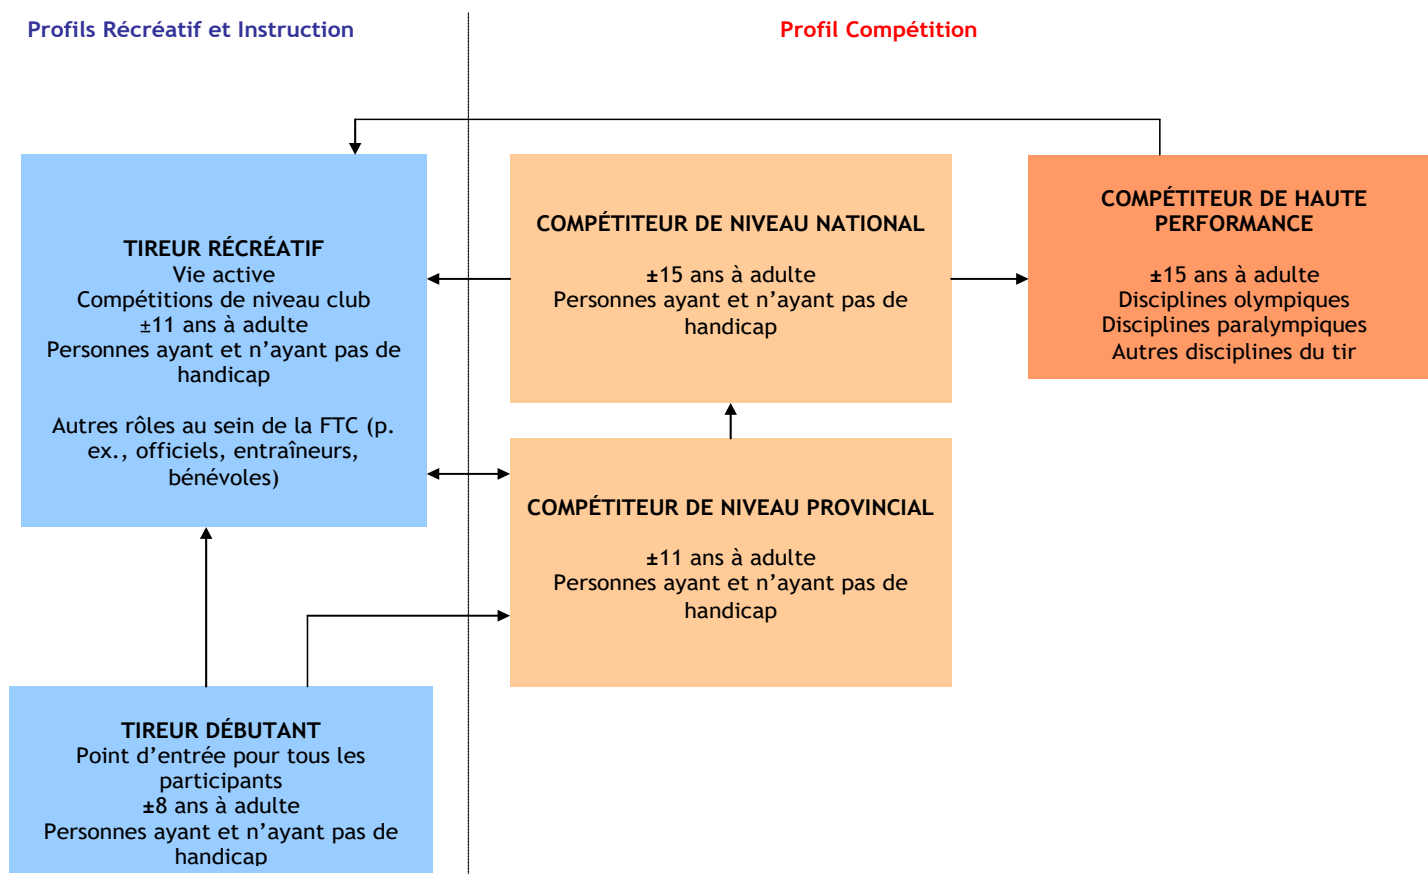 Profils Récréatif et Instruction
Profil Compétition
TIREUR RÉCRÉATIF
Vie active
Compétitions de niveau club
±11 ans à adulte
Personnes ayant et n’ayant pas de
handicap
Autres rôles au sein de la FTC (p.
ex., officiels, entraîneurs,
bénévoles)
COMPÉTITEUR DE NIVEAU NATIONAL
±15 ans à adulte
Personnes ayant et n’ayant pas de
handicap
COMPÉTITEUR DE HAUTE
PERFORMANCE
±15 ans à adulte
Disciplines olympiques
Disciplines paralympiques
Autres disciplines du tir
COMPÉTITEUR DE NIVEAU PROVINCIAL
±11 ans à adulte
Personnes ayant et n’ayant pas de
handicap
TIREUR DÉBUTANT
Point d’entrée pour tous les
participants
±8 ans à adulte
Personnes ayant et n’ayant pas de
handicap